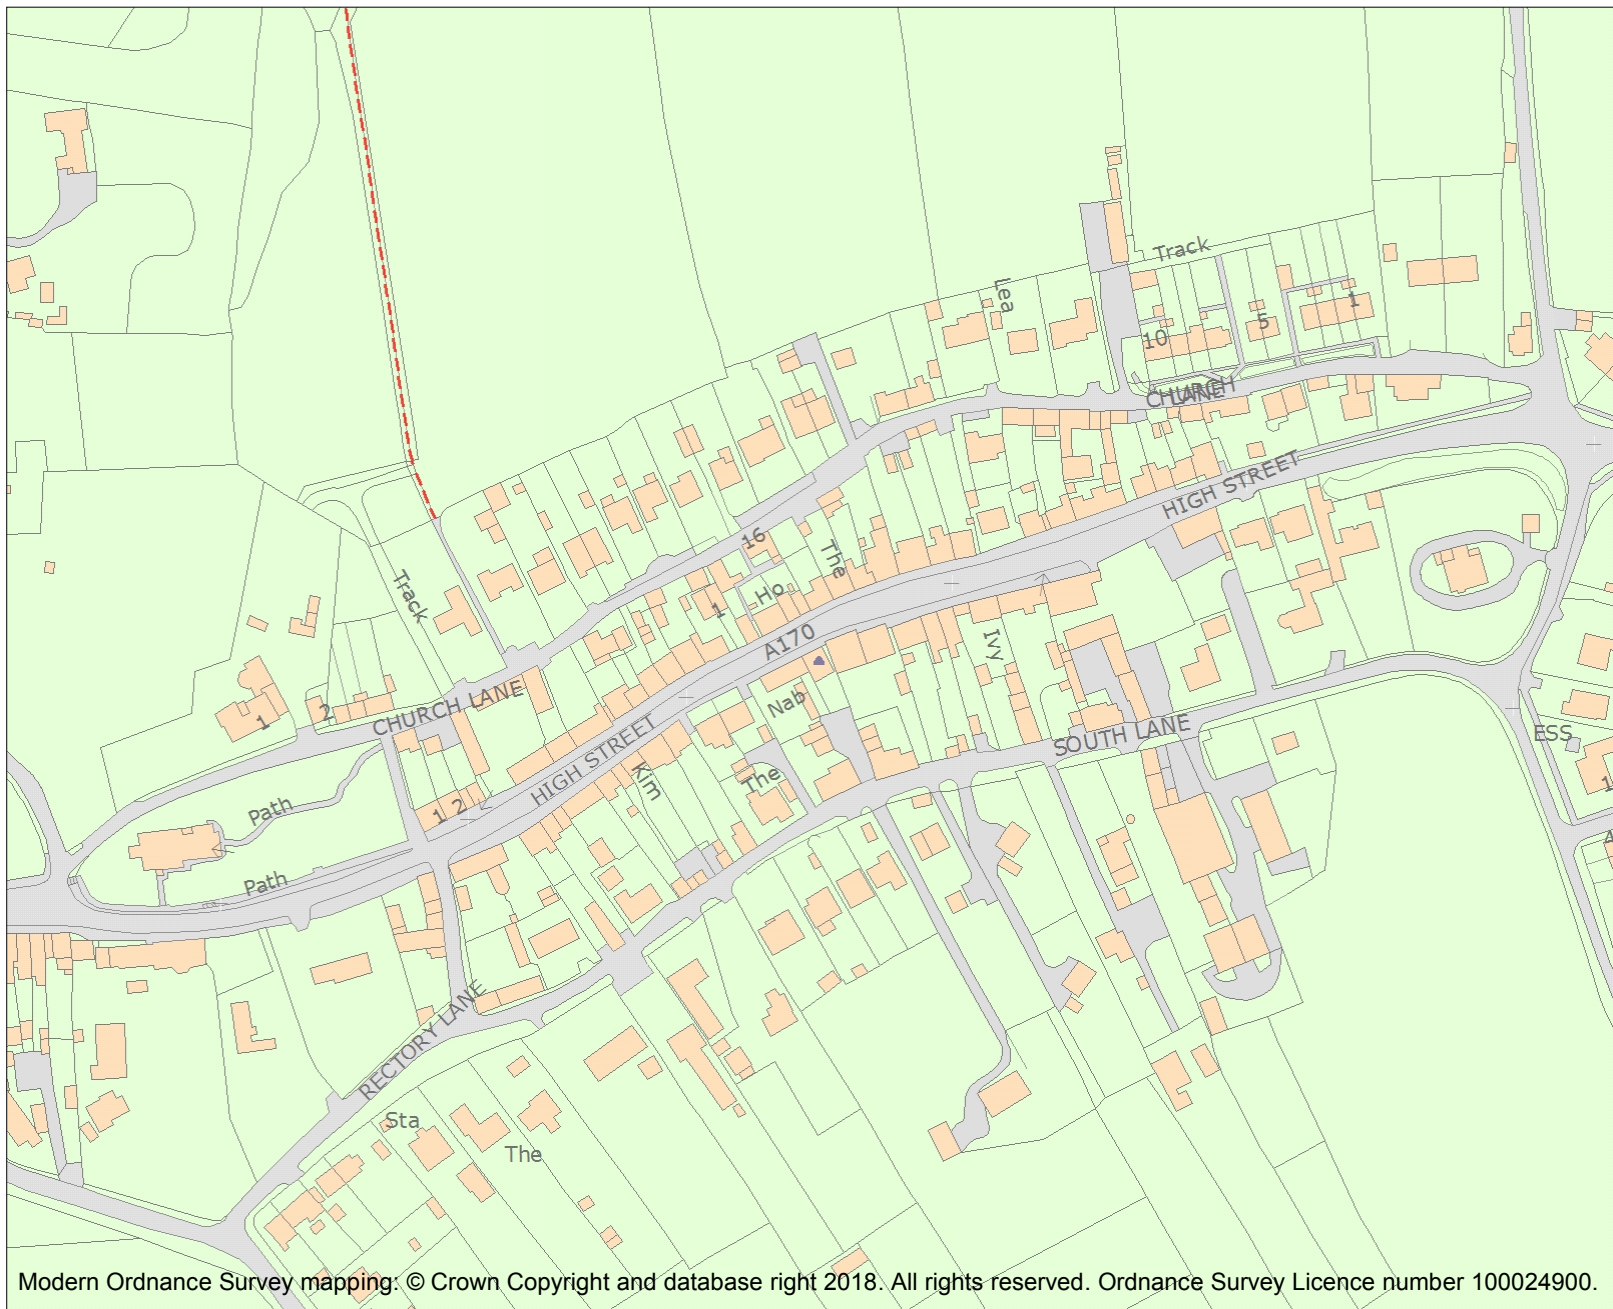 Track
Lea
1
5
10
CHURCH
LANE
HIGH STREET
16
The
Track
Ho
1
A170
Ivy
Nab
CHURCH LANE
2
1
SOUTH LANE
ESS
HIGH STREET
Kim
The
1 2
Path
Path
RECTORY LANE
Sta
The
Modern Ordnance Survey mapping: © Crown Copyright and database right 2018. All rights reserved. Ordnance Survey Licence number 100024900.